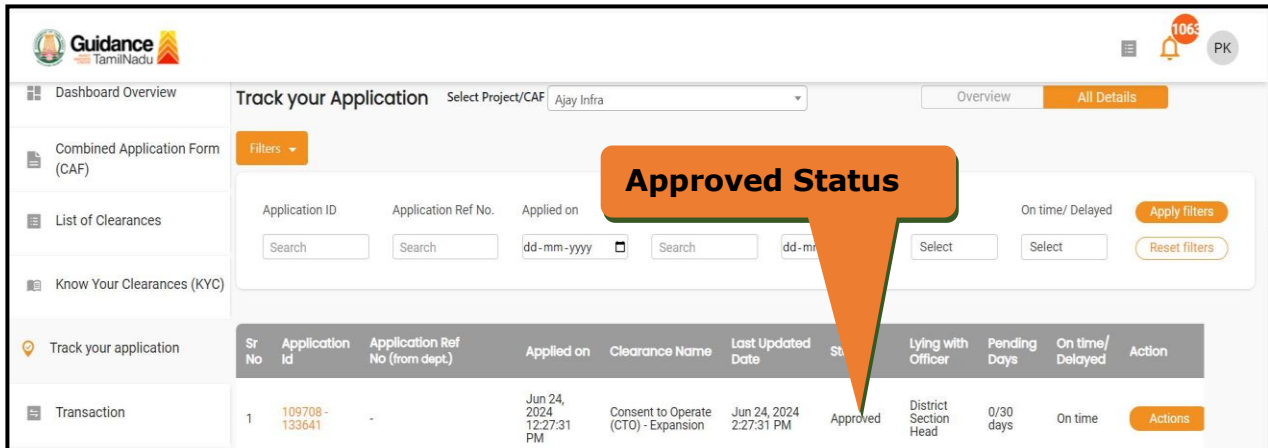 Guidance
TamilNadu
1063
PK
Dashboard Overview
Track your Application
Select Project/CAF
Ajay Infra
Overview
All Details
Combined Application Form
(CAF)
Filters
Approved Status
List of Clearances
Application ID
Application Ref No.
Applied on
On time/ Delayed
Apply filters
Search
Search
dd-mm-yyyy
Search
Select
Select
Reset filters
Know Your Clearances (KYC)
Track your application
Sr No
Application Id
Application Ref No (from dept.)
Applied on
Clearance Name
Last Updated Date
Lying with Officer
Pending Days
On time/ Delayed
Action
Transaction
1
109708 -
133641
-
Jun 24,
2024
12:27:31
PM
Consent to Operate
(CTO) - Expansion
Jun 24, 2024
2:27:31 PM
Approved
District
Section
Head
0/30
days
On time
Actions